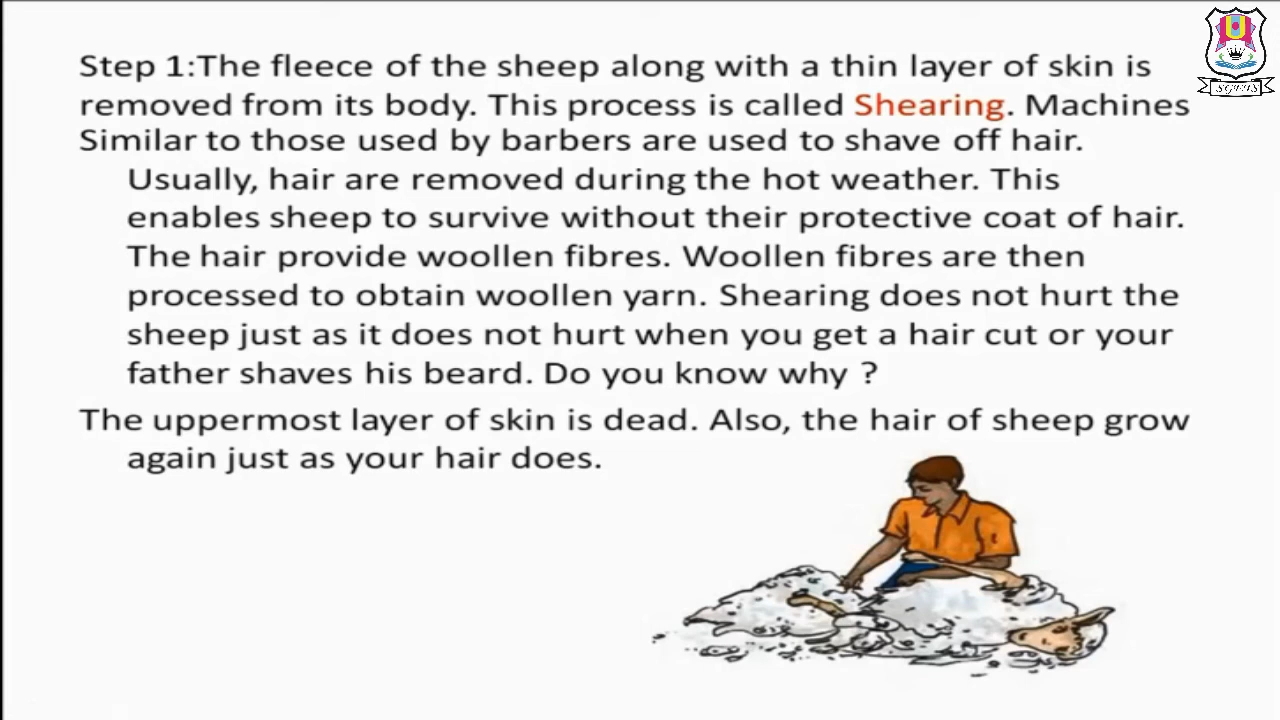 Step 1:The fleece of the sheep along with a thin layer of skin is
removed from its body. This process is called Shearing. Machines
Similar to those used by barbers are used to shave off hair.
Usually, hair are removed during the hot weather. This
enables sheep to survive without their protective coat of hair.
The hair provide woollen fibres. Woollen fibres are then
processed to obtain woollen yarn. Shearing does not hurt the
sheep just as it does not hurt when you get a hair cut or your
father shaves his beard. Do you know why ?
The uppermost layer of skin is dead. Also, the hair of sheep grow
again just as your hair does.